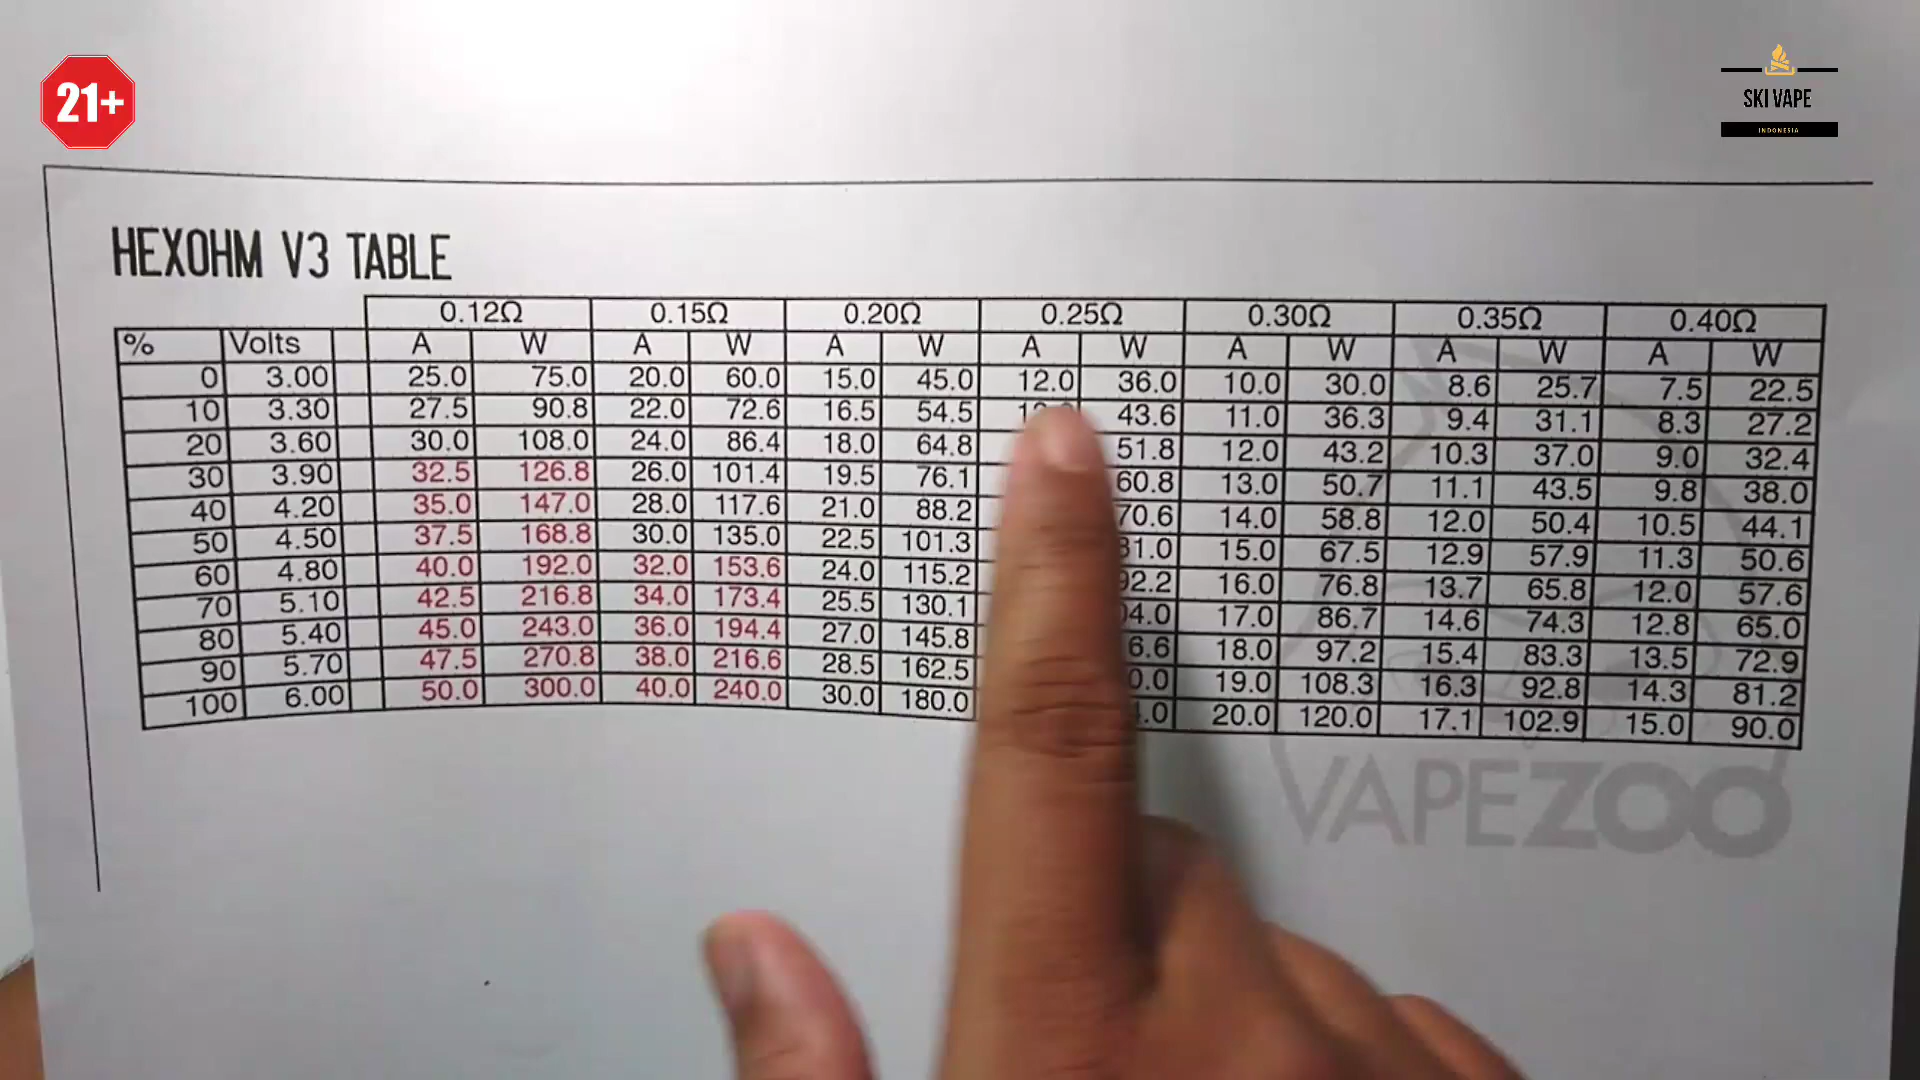 21+
SKI VAPE
INDONESIA
HEXOHM V3 TABLE
0.12Ω 0.15Ω 0.20Ω 0.25Ω 0.30Ω 0.35Ω 0.40Ω
% Volts A W A W A W A W A W A W A W
0 3.00 25.0 75.0 20.0 60.0 15.0 45.0 12.0 36.0 10.0 30.0 8.6 25.7 7.5 22.5
10 3.30 27.5 90.8 22.0 72.6 16.5 54.5 43.6 11.0 36.3 9.4 31.1 8.3 27.2
20 3.60 30.0 108.0 24.0 86.4 18.0 64.8 51.8 12.0 43.2 10.3 37.0 9.0 32.4
30 3.90 32.5 126.8 26.0 101.4 19.5 76.1 60.8 13.0 50.7 11.1 43.5 9.8 38.0
40 4.20 35.0 147.0 28.0 117.6 21.0 88.2 70.6 14.0 58.8 12.0 50.4 10.5 44.1
50 4.50 37.5 168.8 30.0 135.0 22.5 101.3 15.0 67.5 12.9 57.9 11.3 50.6
60 4.80 40.0 192.0 32.0 153.6 24.0 115.2 92.2 16.0 76.8 13.7 65.8 12.0 57.6
70 5.10 42.5 216.8 34.0 173.4 25.5 130.1 17.0 86.7 14.6 74.3 12.8 65.0
80 5.40 45.0 243.0 36.0 194.4 27.0 145.8 18.0 97.2 15.4 83.3 13.5 72.9
90 5.70 47.5 270.8 38.0 216.6 28.5 162.5 19.0 108.3 16.3 92.8 14.3 81.2
100 6.00 50.0 300.0 40.0 240.0 30.0 180.0 20.0 120.0 17.1 102.9 15.0 90.0
VAPEZOO